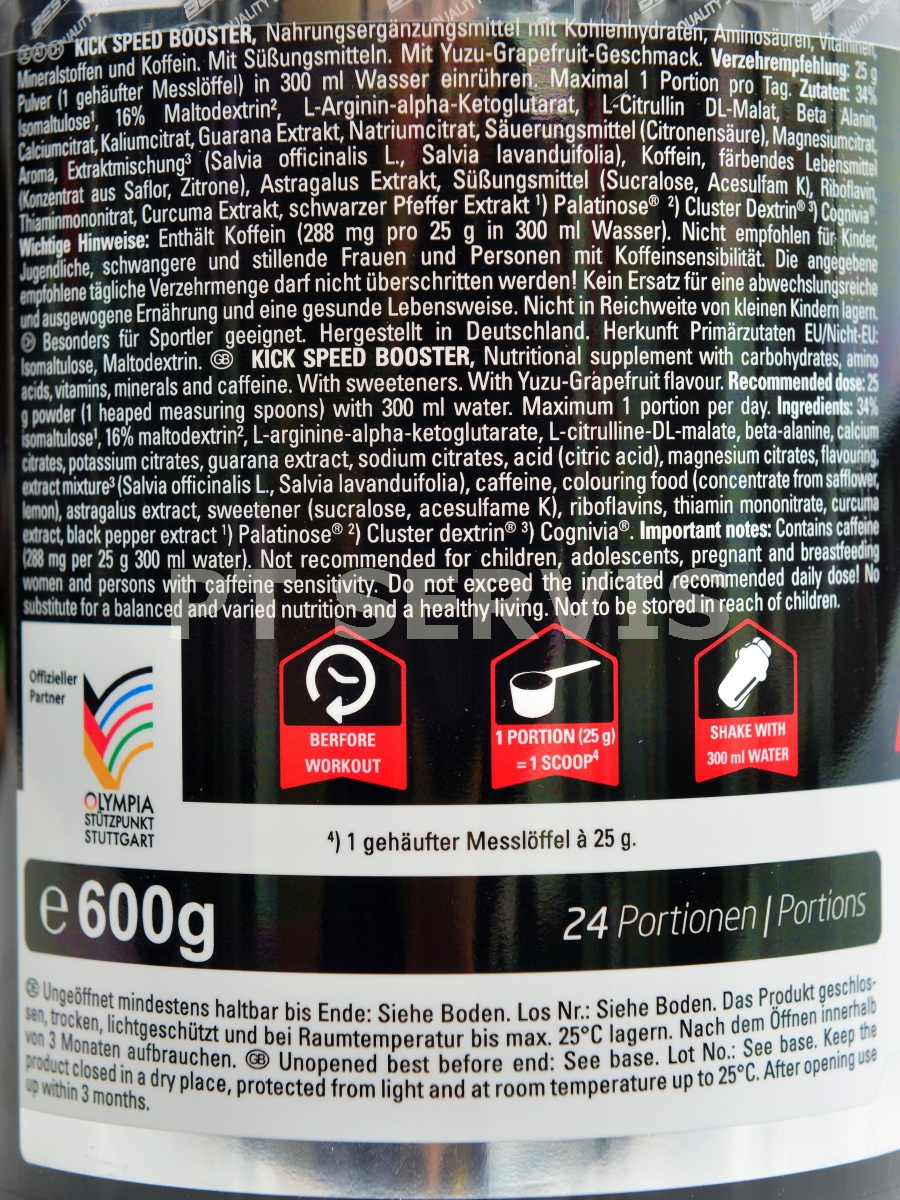 KICK SPEED BOOSTER, Nahrungsergänzungsmittel mit Kohlenhydraten, Aminosäuren, Vitaminen,
Mineralstoffen und Koffein. Mit Süßungsmitteln. Mit Yuzu-Grapefruit-Geschmack. Verzehrempfehlung: 25 g
Pulver (1 gehäufter Messlöffel) in 300 ml Wasser einrühren. Maximal 1 Portion pro Tag. Zutaten: 34%
Isomaltulose¹, 16% Maltodextrin², L-Arginin-alpha-Ketoglutarat, L-Citrullin DL-Malat, Beta Alanin,
Calciumcitrat, Kaliumcitrat, Guarana Extrakt, Natriumcitrat, Säuerungsmittel (Citronensäure), Magnesiumcitrat,
Aroma, Extraktmischung³ (Salvia officinalis L., Salvia lavanduifolia), Koffein, färbendes Lebensmittel
(Konzentrat aus Saflor, Zitrone), Astragalus Extrakt, Süßungsmittel (Sucralose, Acesulfam K), Riboflavin,
Thiaminmononitrat, Curcuma Extrakt, schwarzer Pfeffer Extrakt ¹) Palatinose® ²) Cluster Dextrin® ³) Cognivia®.
Wichtige Hinweise: Enthält Koffein (288 mg pro 25 g in 300 ml Wasser). Nicht empfohlen für Kinder,
Jugendliche, schwangere und stillende Frauen und Personen mit Koffeinsensibilität. Die angegebene
empfohlene tägliche Verzehrmenge darf nicht überschritten werden! Kein Ersatz für eine abwechslungsreiche
und ausgewogene Ernährung und eine gesunde Lebensweise. Nicht in Reichweite von kleinen Kindern lagern.
Besonders für Sportler geeignet. Hergestellt in Deutschland. Herkunft Primärzutaten EU/Nicht-EU:
Isomaltulose, Maltodextrin. GB KICK SPEED BOOSTER, Nutritional supplement with carbohydrates, amino
acids, vitamins, minerals and caffeine. With sweeteners. With Yuzu-Grapefruit flavour. Recommended dose: 25
g powder (1 heaped measuring spoons) with 300 ml water. Maximum 1 portion per day. Ingredients: 34%
isomaltulose¹, 16% maltodextrin², L-arginine-alpha-ketoglutarate, L-citrulline-DL-malate, beta-alanine, calcium
citrates, potassium citrates, guarana extract, sodium citrates, acid (citric acid), magnesium citrates, flavouring,
extract mixture³ (Salvia officinalis L., Salvia lavanduifolia), caffeine, colouring food (concentrate from safflower,
lemon), astragalus extract, sweetener (sucralose, acesulfame K), riboflavins, thiamin mononitrate, curcuma
extract, black pepper extract ¹) Palatinose® ²) Cluster dextrin® ³) Cognivia®. Important notes: Contains caffeine
(288 mg per 25 g 300 ml water). Not recommended for children, adolescents, pregnant and breastfeeding
women and persons with caffeine sensitivity. Do not exceed the indicated recommended daily dose! No
substitute for a balanced and varied nutrition and a healthy living. Not to be stored in reach of children.
PT SERVIS
Offizieller
Partner
OLYMPIA
STÜTZPUNKT
STUTTGART
BERFORE
WORKOUT
1 PORTION (25 g)
= 1 SCOOP⁴
SHAKE WITH
300 ml WATER
⁴) 1 gehäufter Messlöffel à 25 g.
e 600g
24 Portionen | Portions
DE Ungeöffnet mindestens haltbar bis Ende: Siehe Boden. Los Nr.: Siehe Boden. Das Produkt geschlos-
sen, trocken, lichtgeschützt und bei Raumtemperatur bis max. 25°C lagern. Nach dem Öffnen innerhalb
von 3 Monaten aufbrauchen. GB Unopened best before end: See base. Lot No.: See base. Keep the
product closed in a dry place, protected from light and at room temperature up to 25°C. After opening use
up within 3 months.